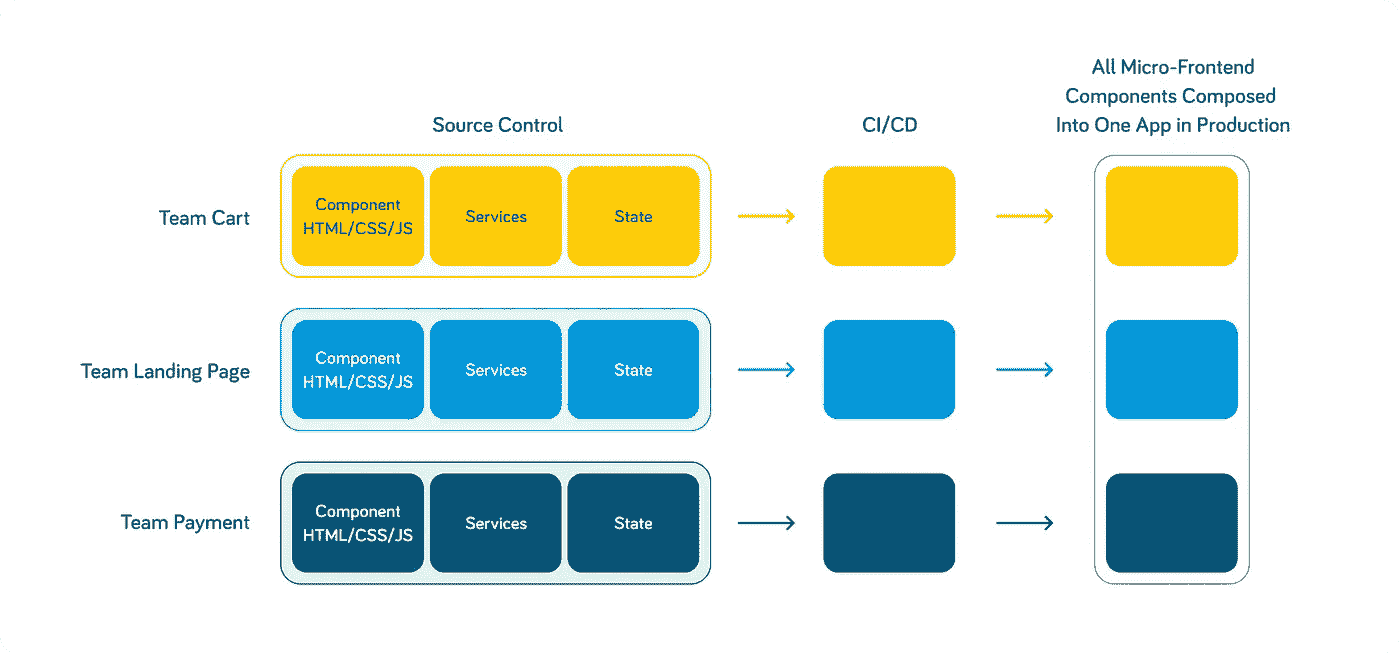 All Micro-Frontend
Components Composed
Into One App in Production
Source Control
CI/CD
Team Cart
Component
HTML/CSS/JS
Services
State
Team Landing Page
Component
HTML/CSS/JS
Services
State
Team Payment
Component
HTML/CSS/JS
Services
State